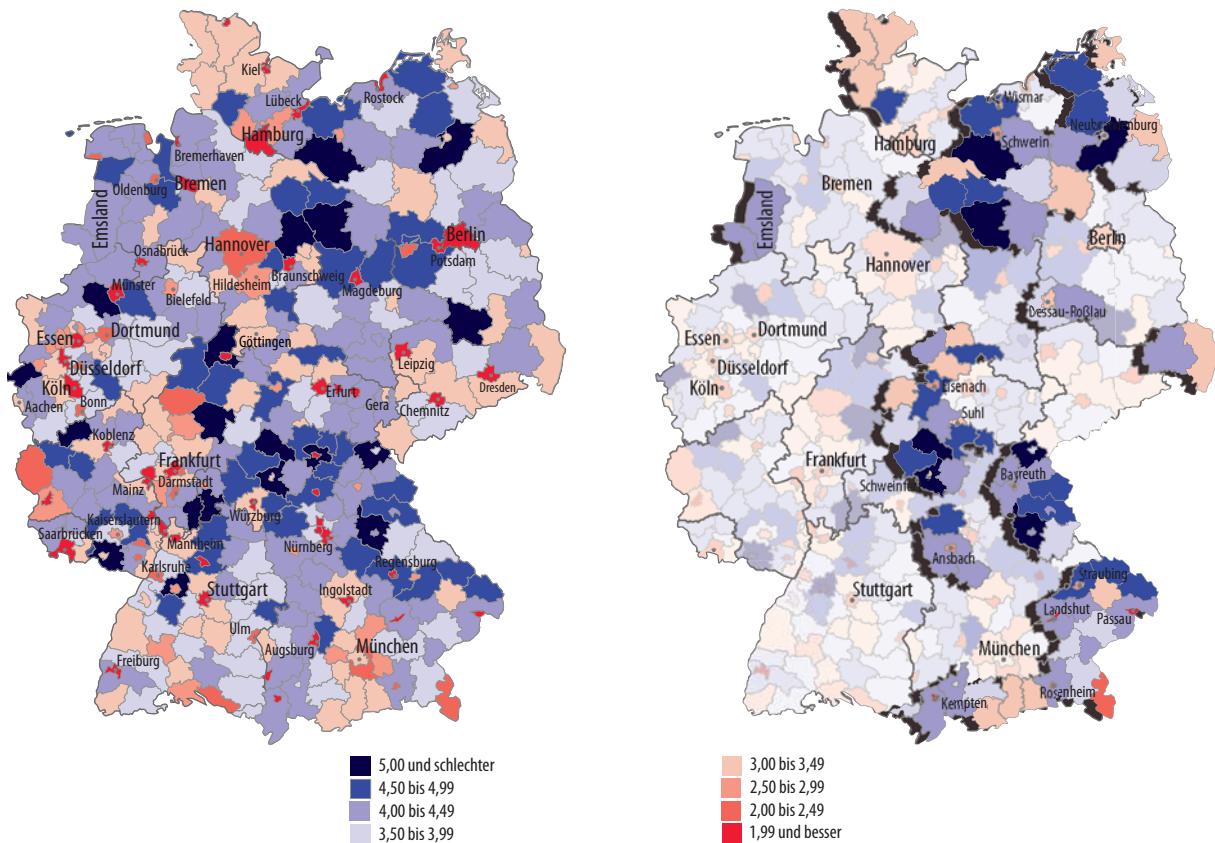 Kiel
Lübeck
Rostock
Hamburg
Bremerhaven
Oldenburg
Bremen
Emsland
Osnabrück
Hannover
Berlin
Potsdam
Münster
Bielefeld
Hildesheim
Braunschweig
Magdeburg
Essen
Dortmund
Göttingen
Düsseldorf
Leipzig
Köln
Dresden
Aachen
Bonn
Erfurt
Gera
Chemnitz
Koblenz
Frankfurt
Mainz
Darmstadt
Würzburg
Kaiserslautern
Saarbrücken
Mannheim
Nürnberg
Karlsruhe
Regensburg
Stuttgart
Ingolstadt
Ulm
Augsburg
München
Freiburg
Wismar
Hamburg
Schwerin
Neubrandenburg
Bremen
Emsland
Berlin
Hannover
Dessau-Roßlau
Essen
Dortmund
Düsseldorf
Köln
Eisenach
Suhl
Frankfurt
Schweinfurt
Bayreuth
Ansbach
Stuttgart
Straubing
Landshut
Passau
München
Rosenheim
Kempten
5,00 und schlechter
4,50 bis 4,99
4,00 bis 4,49
3,50 bis 3,99
3,00 bis 3,49
2,50 bis 2,99
2,00 bis 2,49
1,99 und besser